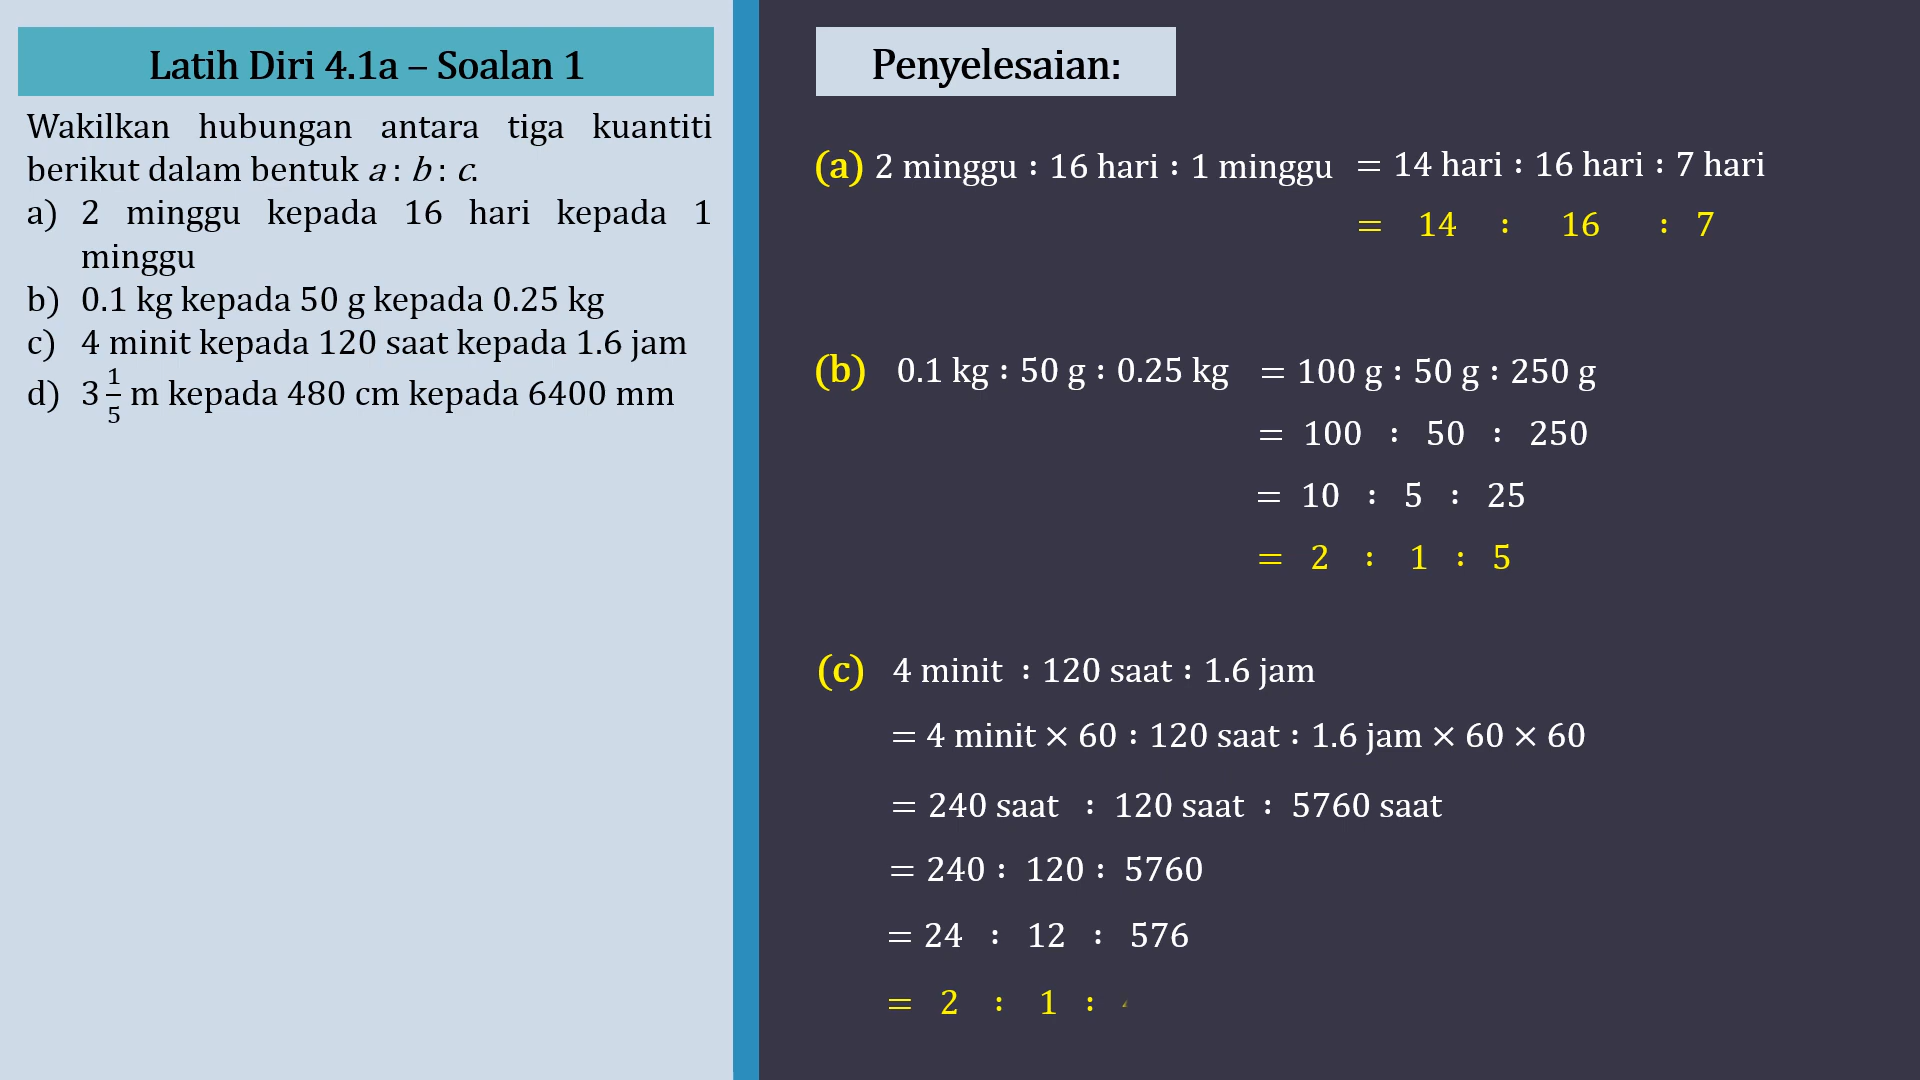 Latih Diri 4.1a – Soalan 1
Wakilkan hubungan antara tiga kuantiti
berikut dalam bentuk a : b : c.
a) 2 minggu kepada 16 hari kepada 1
minggu
b) 0.1 kg kepada 50 g kepada 0.25 kg
c) 4 minit kepada 120 saat kepada 1.6 jam
d) 3 1/5 m kepada 480 cm kepada 6400 mm
Penyelesaian:
(a) 2 minggu : 16 hari : 1 minggu = 14 hari : 16 hari : 7 hari
= 14 : 16 : 7
(b) 0.1 kg : 50 g : 0.25 kg = 100 g : 50 g : 250 g
= 100 : 50 : 250
= 10 : 5 : 25
= 2 : 1 : 5
(c) 4 minit : 120 saat : 1.6 jam
= 4 minit × 60 : 120 saat : 1.6 jam × 60 × 60
= 240 saat : 120 saat : 5760 saat
= 240 : 120 : 5760
= 24 : 12 : 576
= 2 : 1 :